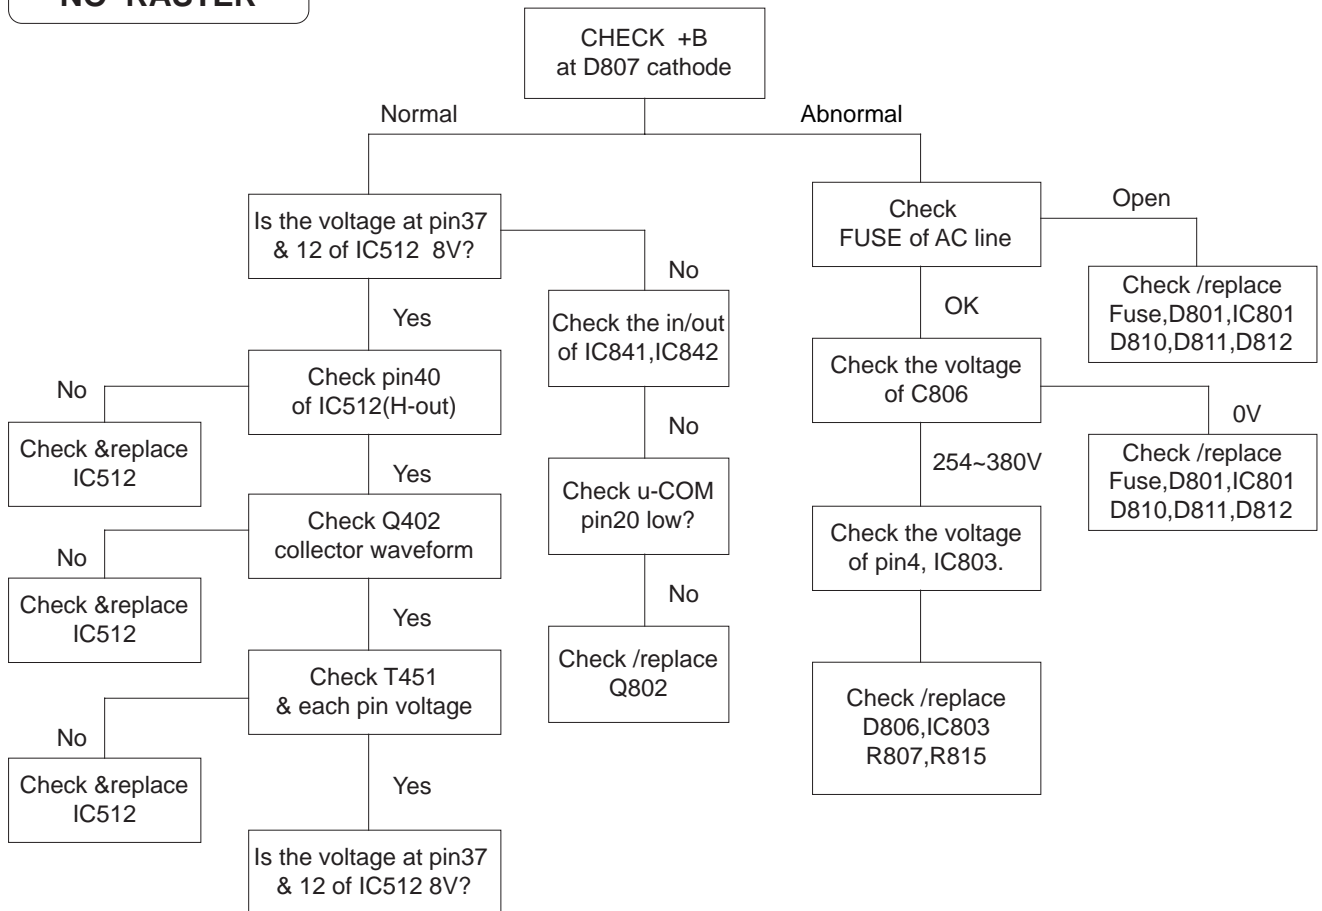 NO RASTER
CHECK +B
at D807 cathode
Normal
Abnormal
Is the voltage at pin37
& 12 of IC512 8V?
No
Yes
Check the in/out
of IC841,IC842
Check pin40
of IC512(H-out)
No
Check &replace
IC512
No
Yes
Check u-COM
pin20 low?
Check Q402
collector waveform
No
Check &replace
IC512
No
Yes
Check /replace
Q802
Check T451
& each pin voltage
No
Check &replace
IC512
Yes
Is the voltage at pin37
& 12 of IC512 8V?
Check
FUSE of AC line
Open
Check /replace
Fuse,D801,IC801
D810,D811,D812
OK
Check the voltage
of C806
0V
Check /replace
Fuse,D801,IC801
D810,D811,D812
254~380V
Check the voltage
of pin4, IC803.
Check /replace
D806,IC803
R807,R815